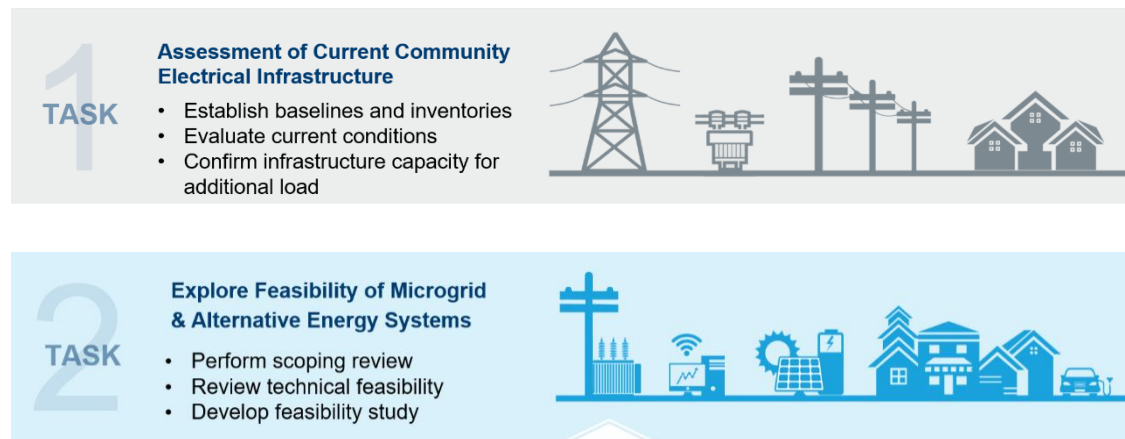 1
TASK
Assessment of Current Community
Electrical Infrastructure
• Establish baselines and inventories
• Evaluate current conditions
• Confirm infrastructure capacity for
additional load
2
TASK
Explore Feasibility of Microgrid
& Alternative Energy Systems
• Perform scoping review
• Review technical feasibility
• Develop feasibility study